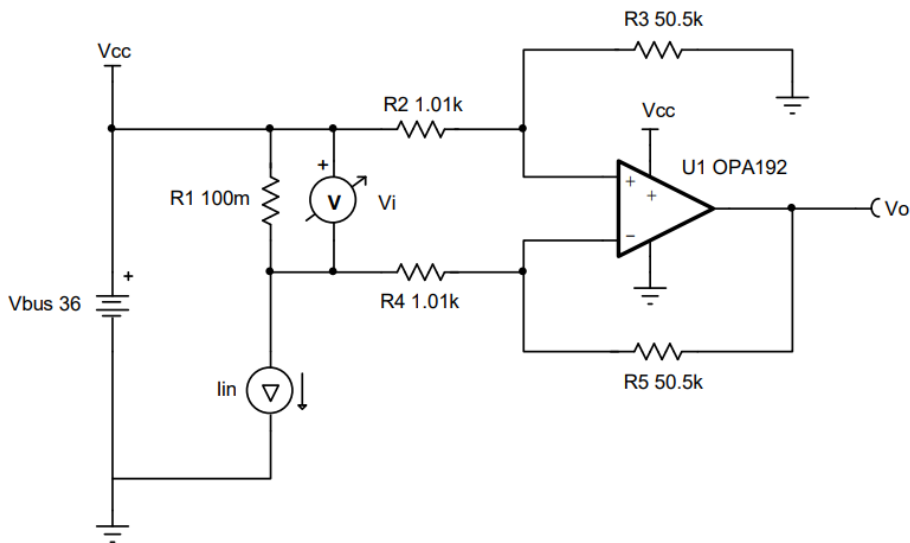 R3 50.5k
Vcc
R2 1.01k
Vcc
U1 OPA192
+
+
+
R1 100m
V
Vi
Vo
-
+
R4 1.01k
Vbus 36
R5 50.5k
Iin